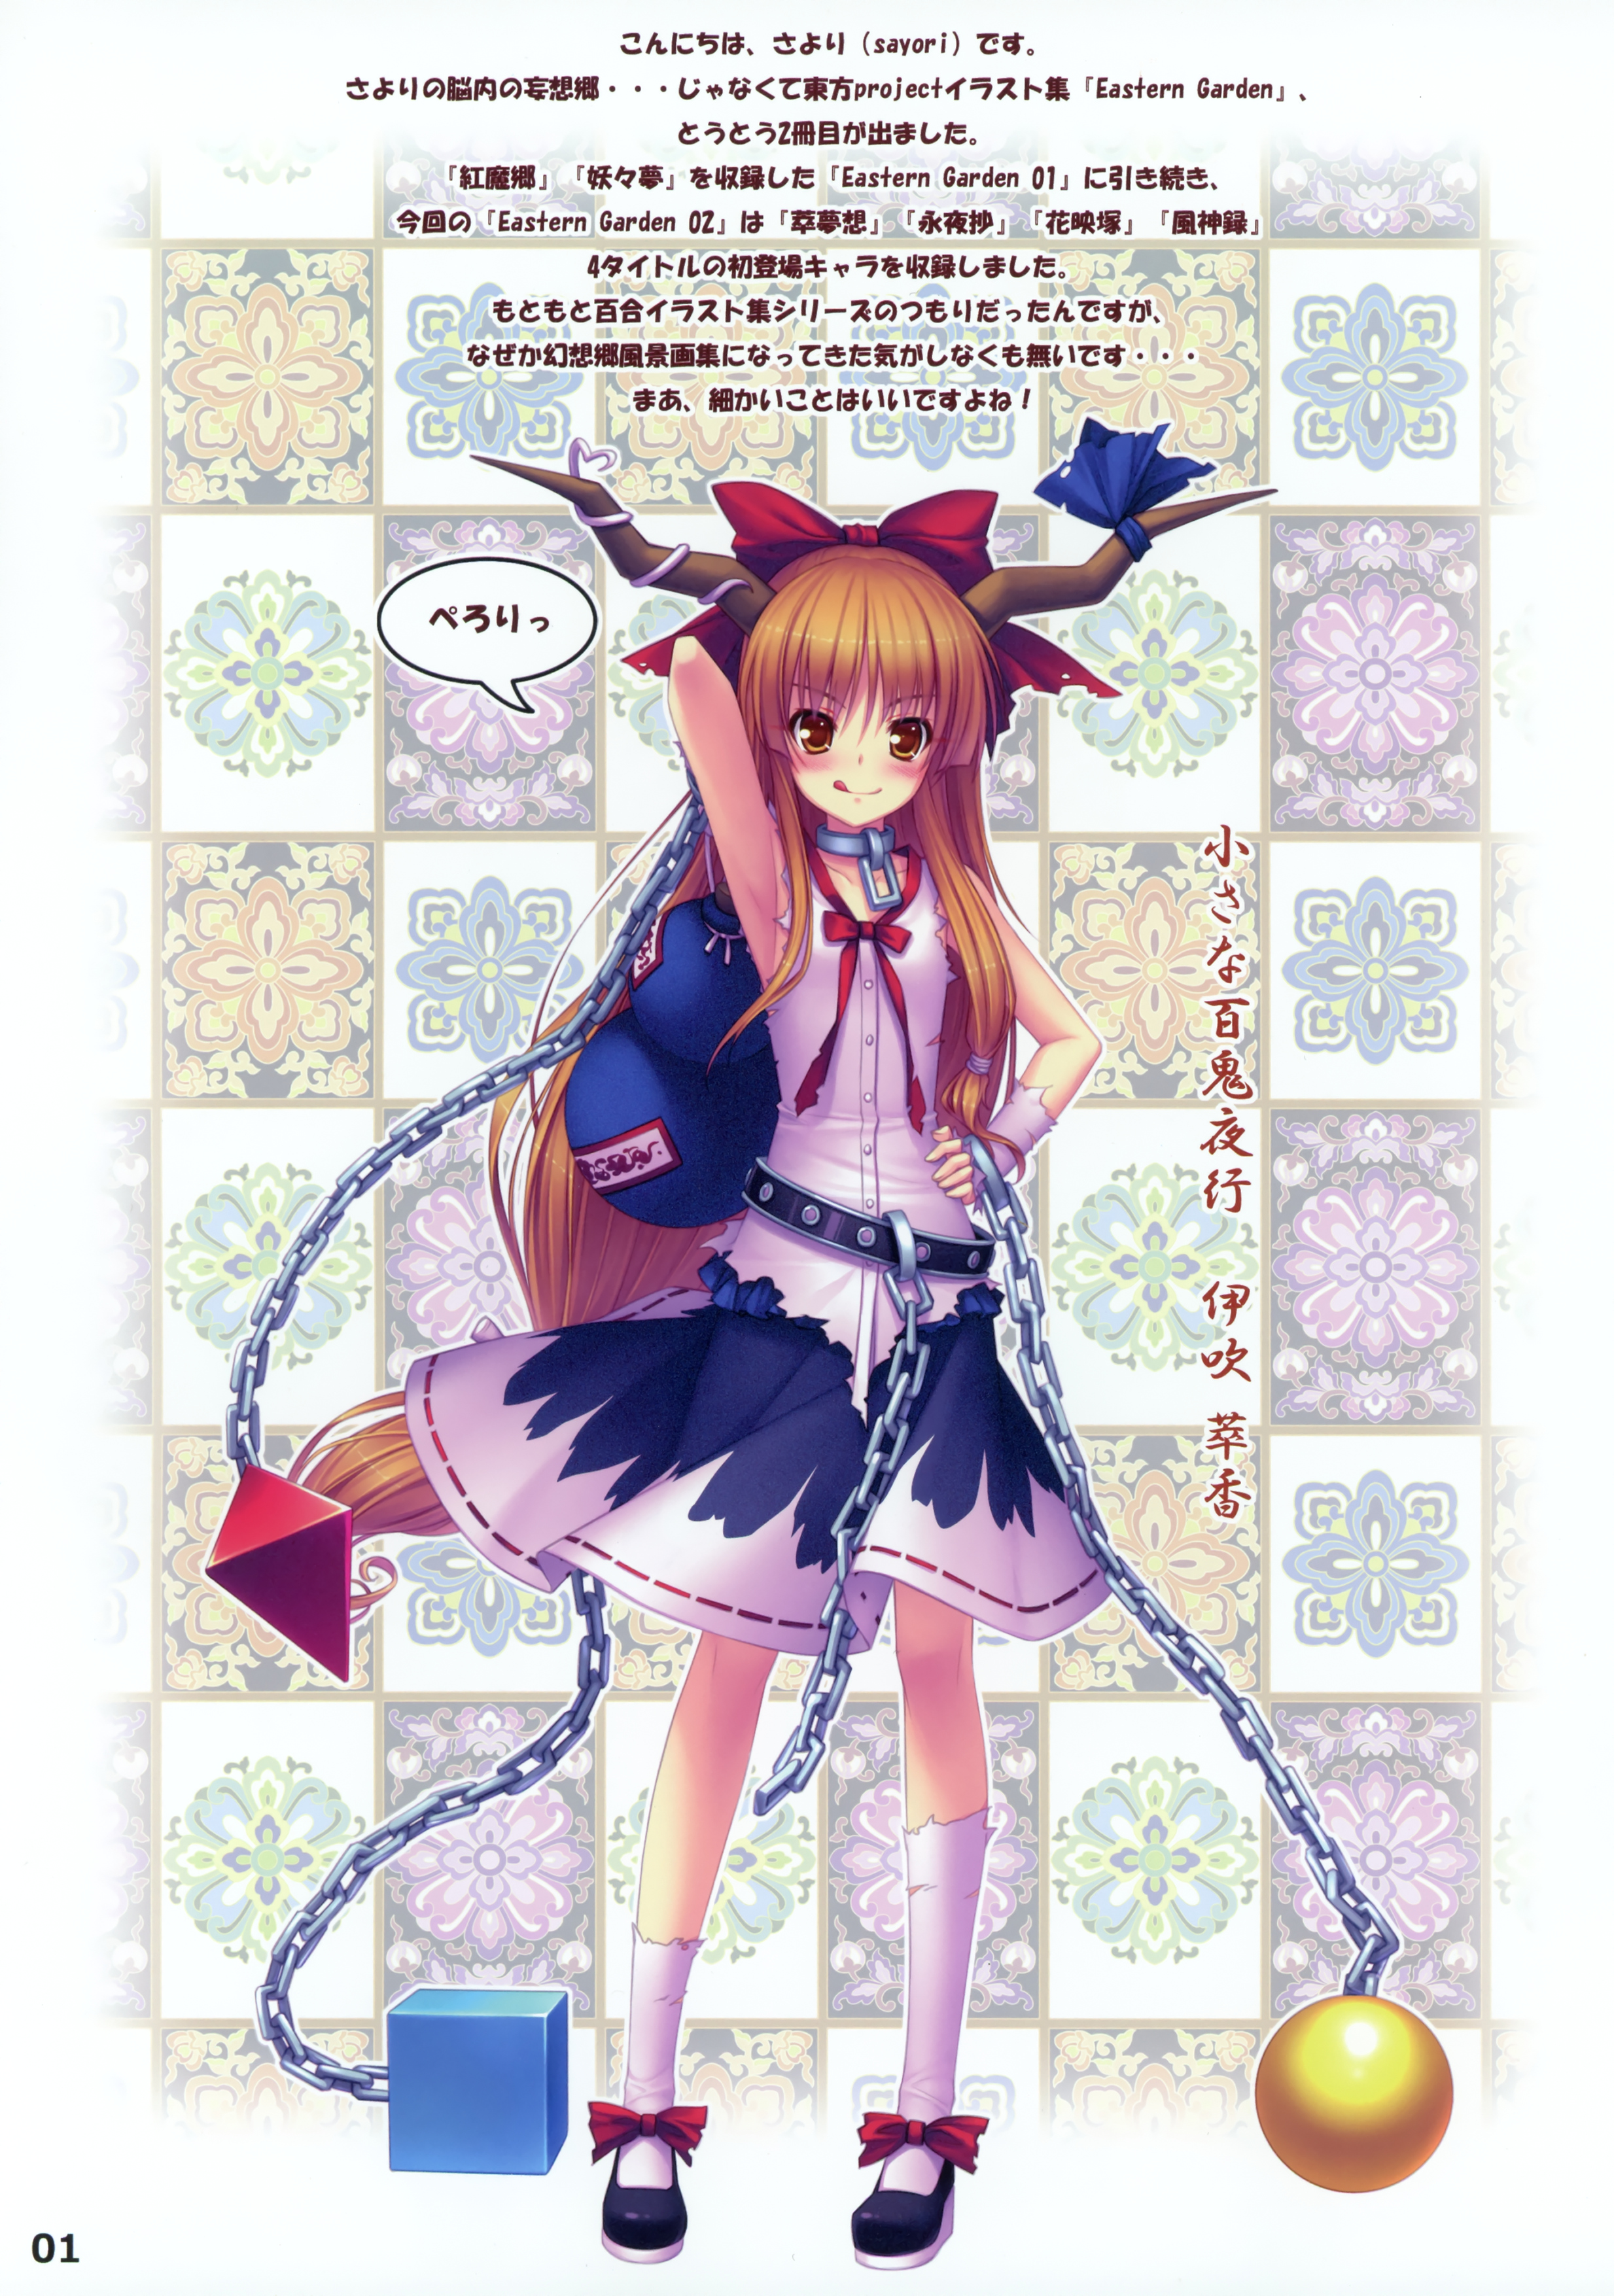 こんにちは、さより（sayori）です。
さよりの脳内の妄想郷・・・じゃなくて東方projectイラスト集『Eastern Garden』、
とうとう2冊目が出ました。
『紅魔郷』『妖々夢』を収録した『Eastern Garden 01』に引き続き、
今回の『Eastern Garden 02』は『萃夢想』『永夜抄』『花映塚』『風神録』
4タイトルの初登場キャラを収録しました。
もともと百合イラスト集シリーズのつもりだったんですが、
なぜか幻想郷風景画集になってきた気がしなくも無いです・・・
まあ、細かいことはいいですよね！
ぺろりっ
小さな百鬼夜行　伊吹　萃香
01